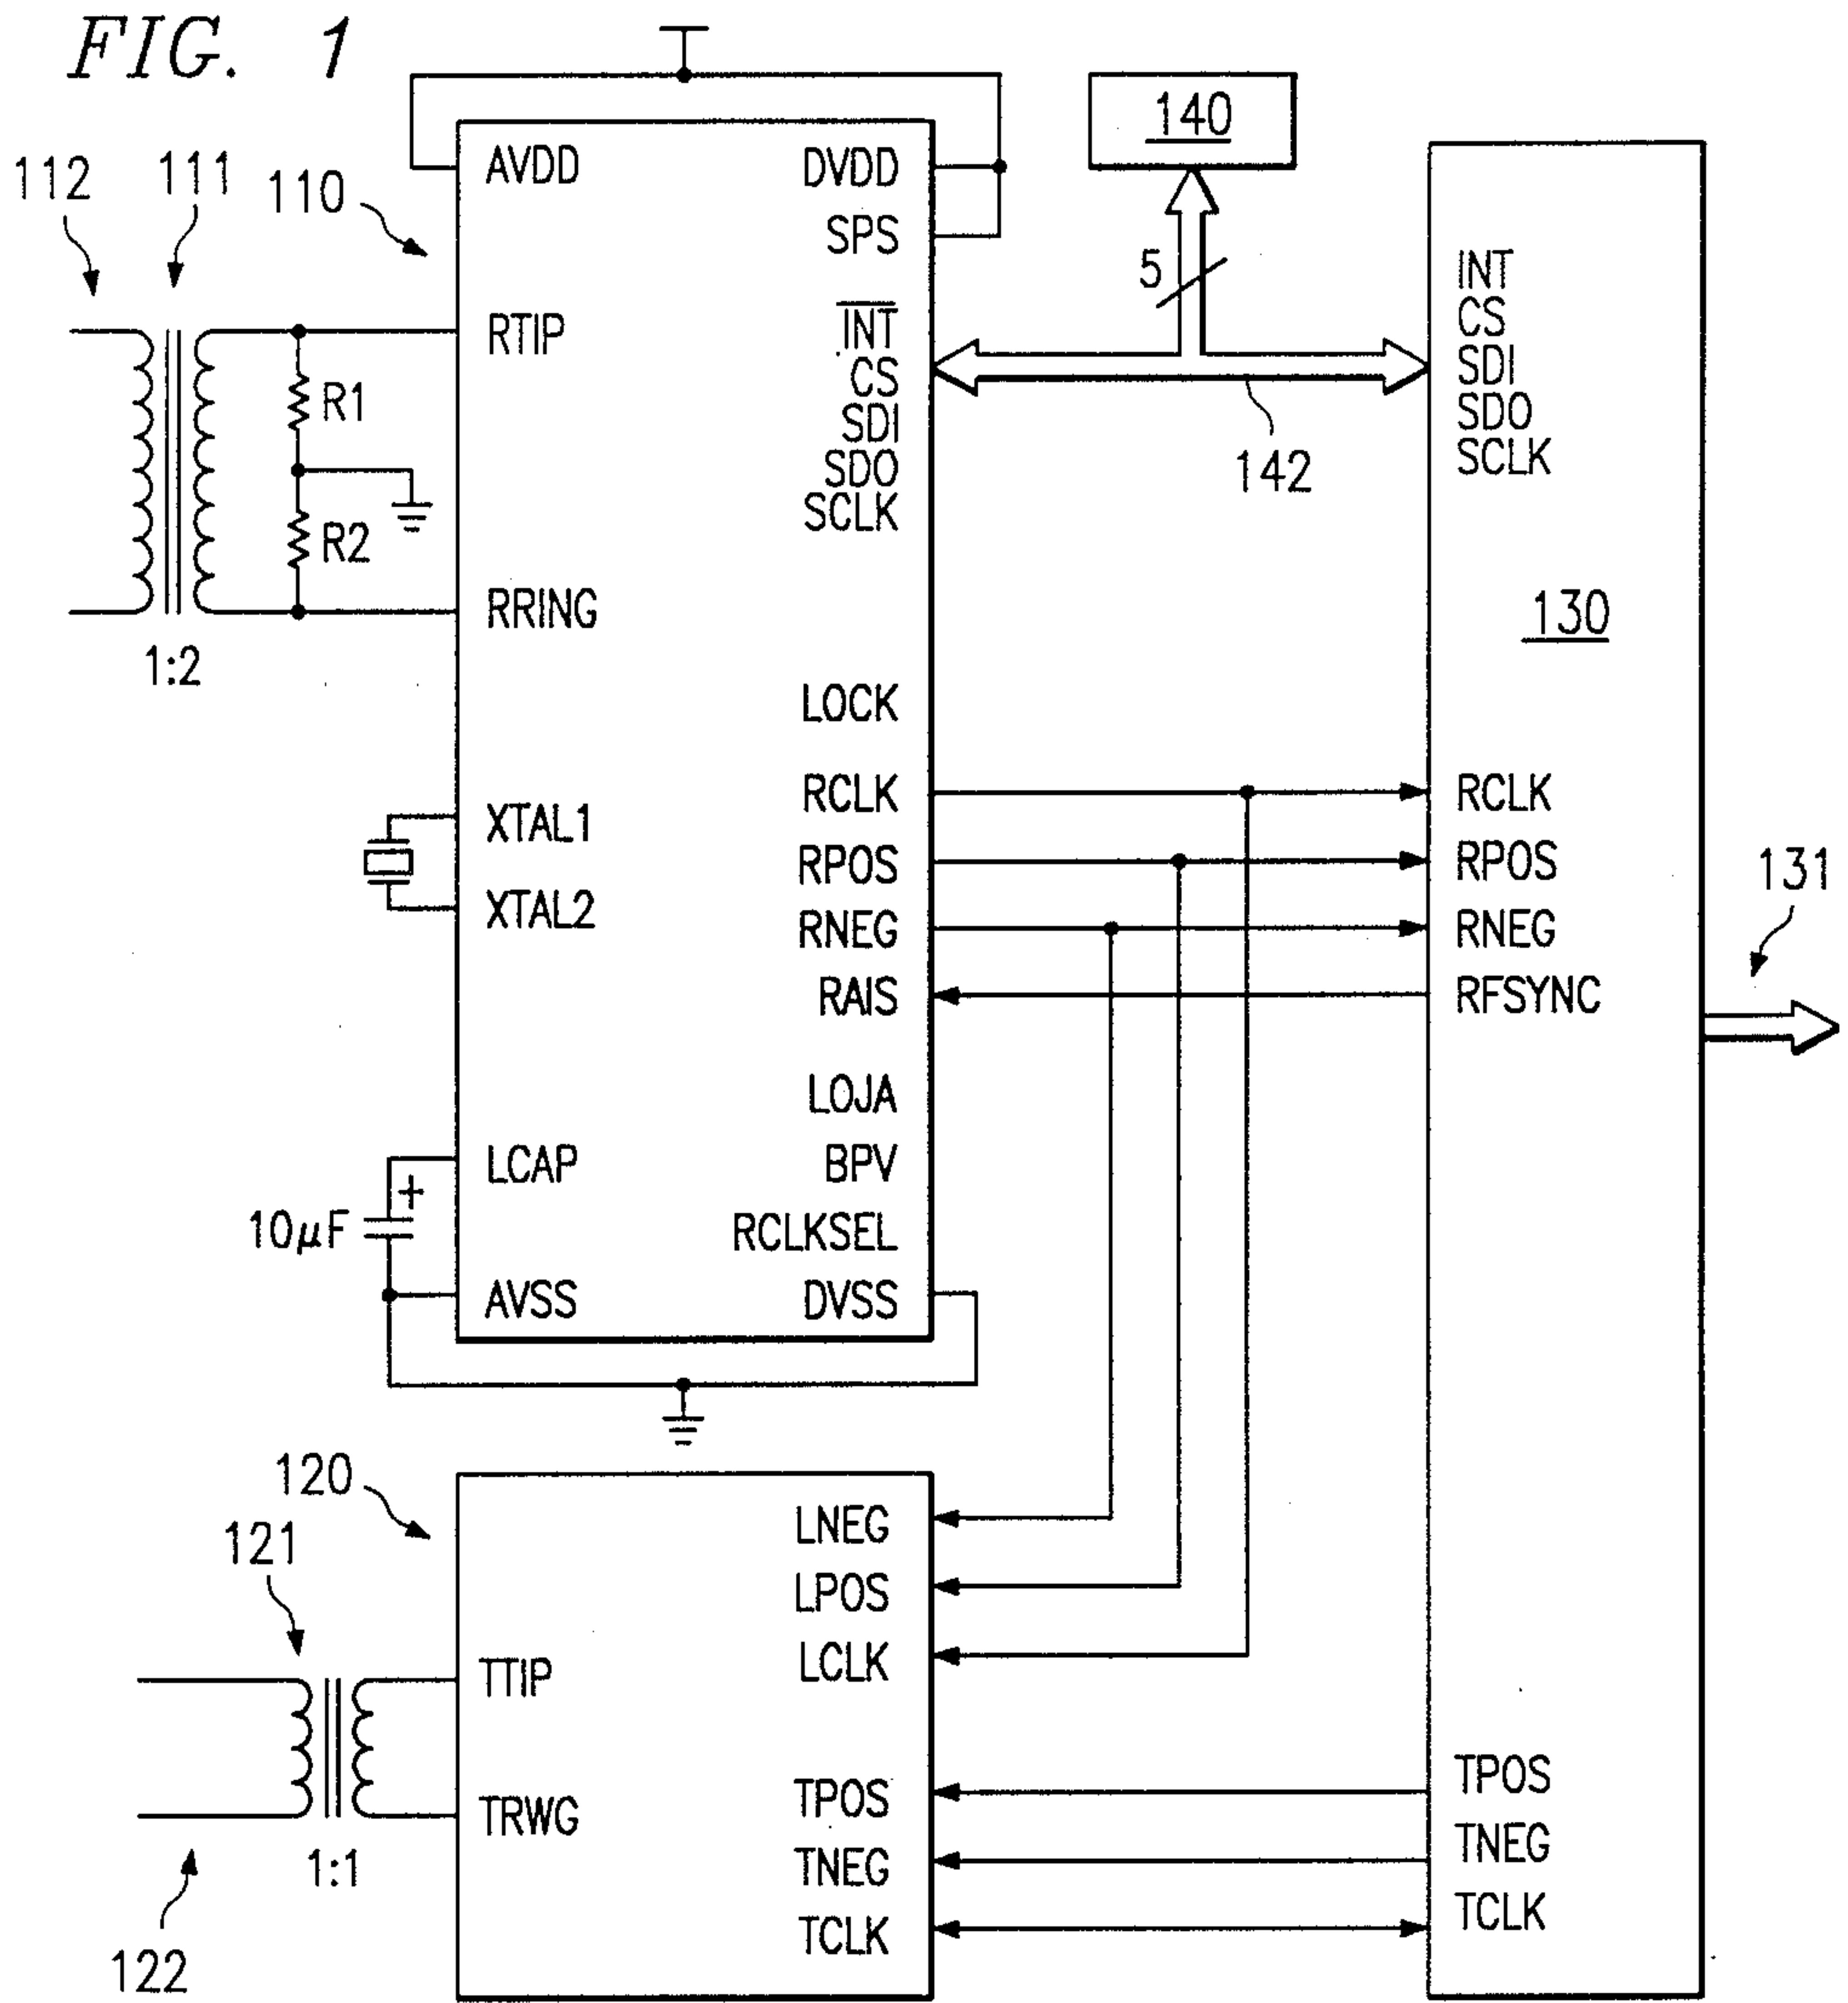 FIG. 1
140
112
111
110
AVDD
DVDD
SPS
5
INT
CS
SDI
SDO
SCLK
INT
CS
SDI
SDO
SCLK
142
RTIP
R1
R2
RRING
1:2
130
LOCK
XTAL1
XTAL2
RCLK
RPOS
RNEG
RAIS
RCLK
RPOS
RNEG
RFSYNC
131
LOJA
LCAP
BPV
+
10μF
RCLKSEL
AVSS
DVSS
120
121
LNEG
LPOS
LCLK
TTIP
TRWG
1:1
122
TPOS
TNEG
TCLK
TPOS
TNEG
TCLK